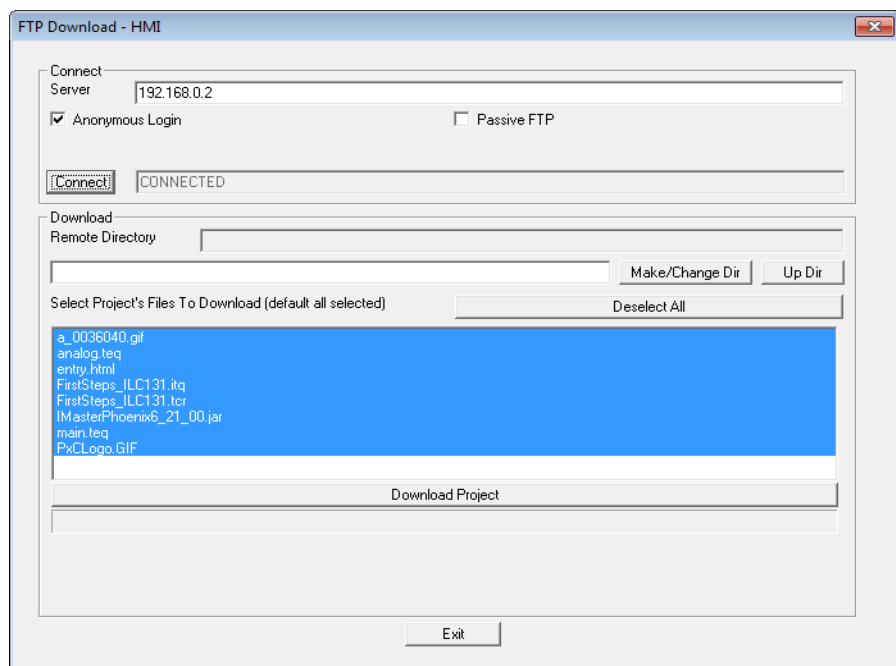 FTP Download - HMI
Connect
Server 192.168.0.2
Anonymous Login Passive FTP
Connect CONNECTED
Download
Remote Directory
Make/Change Dir Up Dir
Select Project's Files To Download (default all selected) Deselect All
a_0036040.gif
analog.teq
entry.html
FirstSteps_ILC131.itq
FirstSteps_ILC131.tcr
IMasterPhoenix6_21_00.jar
main.teq
PxCLogo.GIF
Download Project
Exit